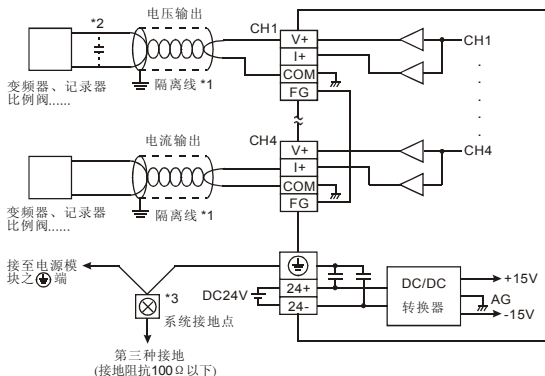 电压输出
*2
CH1
V+
I+
COM
FG
CH1
隔离线 *1
变频器、记录器
比例阀......
电流输出
CH4
V+
I+
COM
FG
CH4
隔离线 *1
变频器、记录器
比例阀......
接至电源模
块之 端
*3
系统接地点
DC24V
24+
24-
DC/DC
转换器
+15V
AG
-15V
第三种接地
(接地阻抗100Ω以下)